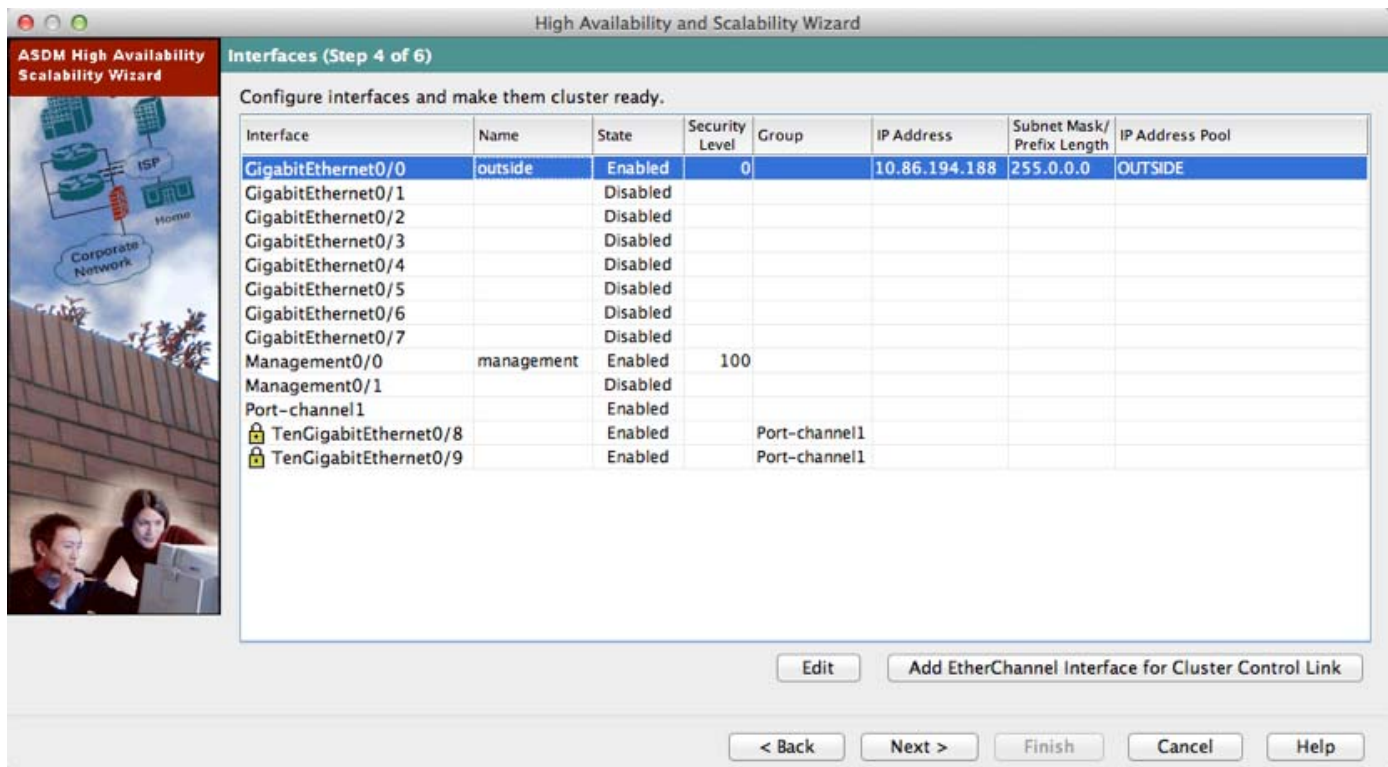 High Availability and Scalability Wizard
ASDM High Availability
Scalability Wizard
ISP
Home
Corporate
Network
Interfaces (Step 4 of 6)
Configure interfaces and make them cluster ready.
Interface Name State Security Level Group IP Address Subnet Mask/ Prefix Length IP Address Pool
GigabitEthernet0/0 outside Enabled 0 10.86.194.188 255.0.0.0 OUTSIDE
GigabitEthernet0/1 Disabled
GigabitEthernet0/2 Disabled
GigabitEthernet0/3 Disabled
GigabitEthernet0/4 Disabled
GigabitEthernet0/5 Disabled
GigabitEthernet0/6 Disabled
GigabitEthernet0/7 Disabled
Management0/0 management Enabled 100
Management0/1 Disabled
Port-channel1 Enabled
TenGigabitEthernet0/8 Enabled Port-channel1
TenGigabitEthernet0/9 Enabled Port-channel1
Edit Add EtherChannel Interface for Cluster Control Link
< Back Next > Finish Cancel Help